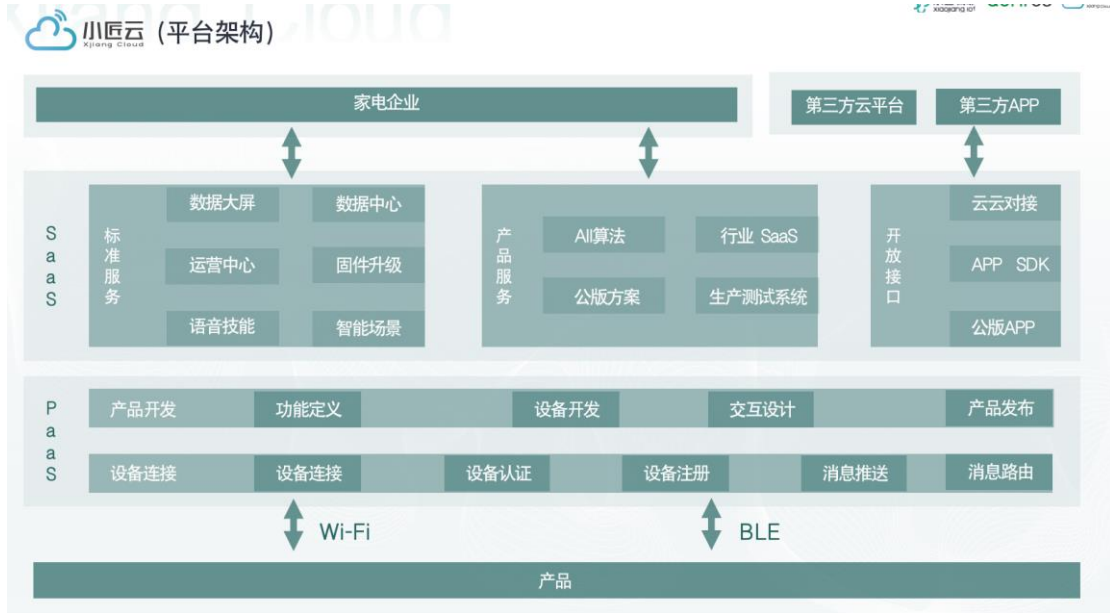 小匠云 (平台架构)
Xjiang Cloud
xiaojiang iot
家电企业
第三方云平台 第三方APP
SaaS
标准服务
数据大屏 数据中心
运营中心 固件升级
语音技能 智能场景
产品服务
AII算法 行业 SaaS
公版方案 生产测试系统
开放接口
云云对接
APP SDK
公版APP
PaaS
产品开发 功能定义 设备开发 交互设计 产品发布
设备连接 设备连接 设备认证 设备注册 消息推送 消息路由
Wi-Fi BLE
产品